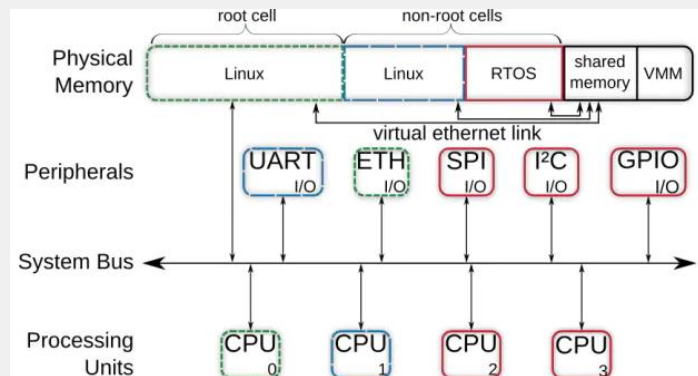 root cell
non-root cells
Physical
Memory
Linux
Linux
RTOS
shared
memory
VMM
virtual ethernet link
Peripherals
UART
I/O
ETH
I/O
SPI
I/O
I²C
I/O
GPIO
I/O
System Bus
Processing
Units
CPU
0
CPU
1
CPU
2
CPU
3